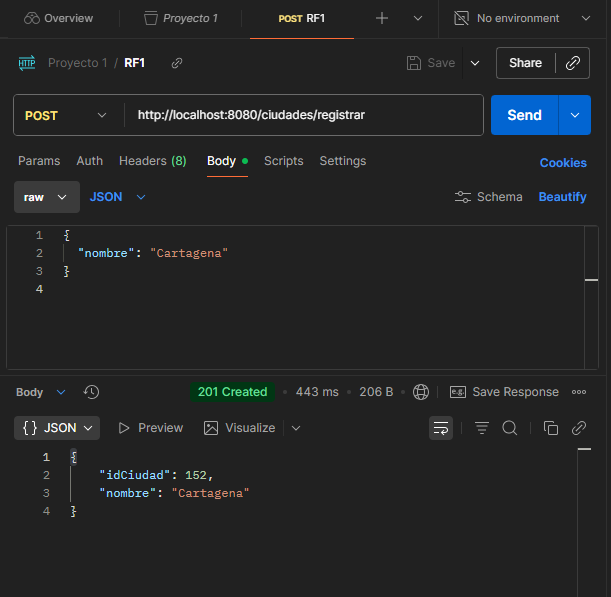 Overview Proyecto 1 POST RF1 No environment
HTTP Proyecto 1 / RF1 Save Share
POST http://localhost:8080/ciudades/registrar Send
Params Auth Headers (8) Body Scripts Settings Cookies
raw JSON Schema Beautify
1 {
2 "nombre": "Cartagena"
3 }
4
Body 201 Created 443 ms 206 B e.g. Save Response
{} JSON Preview Visualize
1 {
2 "idCiudad": 152,
3 "nombre": "Cartagena"
4 }